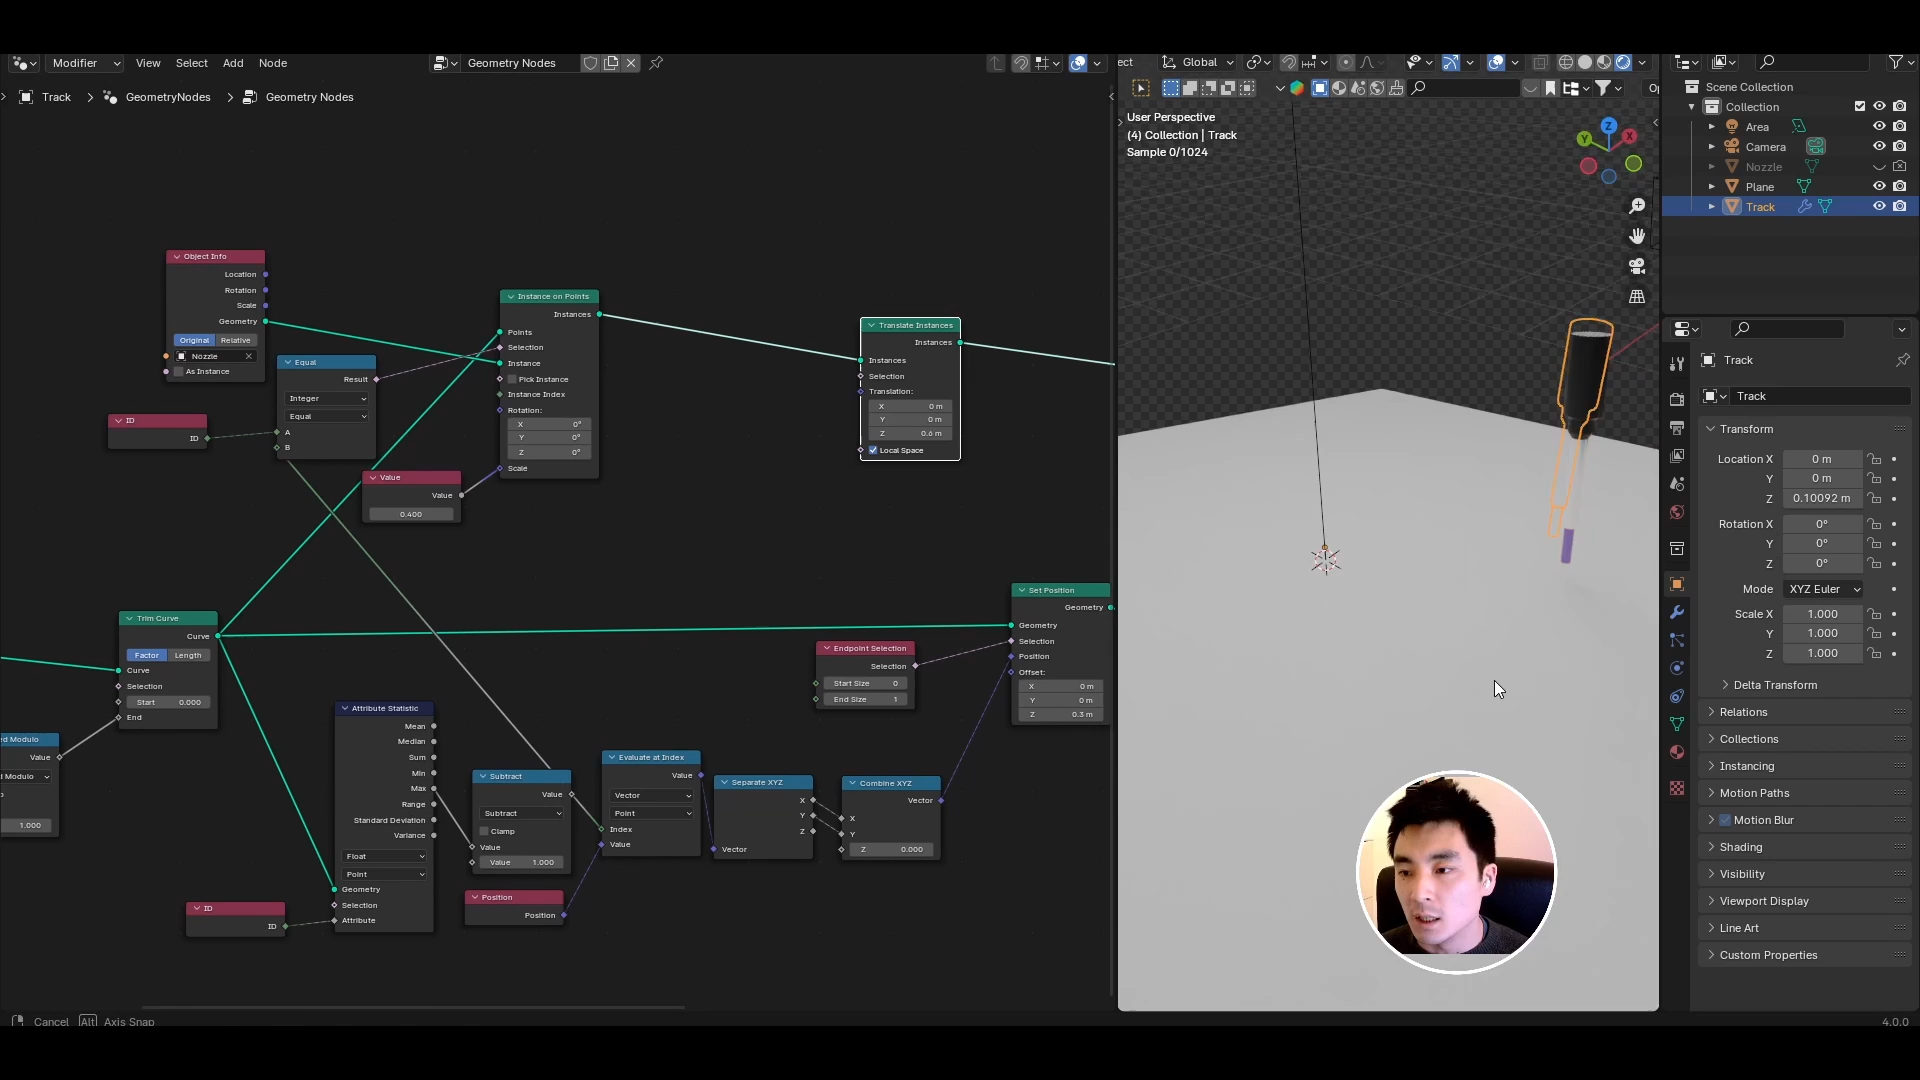 Modifier View Select Add Node Geometry Nodes
Track GeometryNodes Geometry Nodes
Object Info
Location
Rotation
Scale
Geometry
Original Relative
Nozzle
As Instance
Equal
Result
Integer
Equal
A
B
ID
ID
Instance on Points
Instances
Points
Selection
Instance
Pick Instance
Instance Index
Rotation:
X 0°
Y 0°
Z 0°
Scale
Value
Value
0.400
Translate Instances
Instances
Instances
Selection
Translation:
X 0 m
Y 0 m
Z 0.6 m
Local Space
Trim Curve
Curve
Factor Length
Curve
Selection
Start 0.000
End
ed Modulo
Value
d Modulo
1.000
Attribute Statistic
Mean
Median
Sum
Min
Max
Range
Standard Deviation
Variance
Float
Point
Geometry
Selection
Attribute
ID
ID
Subtract
Value
Subtract
Clamp
Value
Value 1.000
Position
Position
Evaluate at Index
Value
Vector
Point
Index
Value
Separate XYZ
X
Y
Z
Vector
Combine XYZ
Vector
X
Y
Z 0.000
Endpoint Selection
Selection
Start Size 0
End Size 1
Set Position
Geometry
Geometry
Selection
Position
Offset:
X 0 m
Y 0 m
Z 0.3 m
Cancel Alt Axis Snap
ect Global
User Perspective
(4) Collection | Track
Sample 0/1024
Z
Y
X
Scene Collection
Collection
Area
Camera
Nozzle
Plane
Track
Track
Track
Transform
Location X 0 m
Y 0 m
Z 0.10092 m
Rotation X 0°
Y 0°
Z 0°
Mode XYZ Euler
Scale X 1.000
Y 1.000
Z 1.000
Delta Transform
Relations
Collections
Instancing
Motion Paths
Motion Blur
Shading
Visibility
Viewport Display
Line Art
Custom Properties
4.0.0